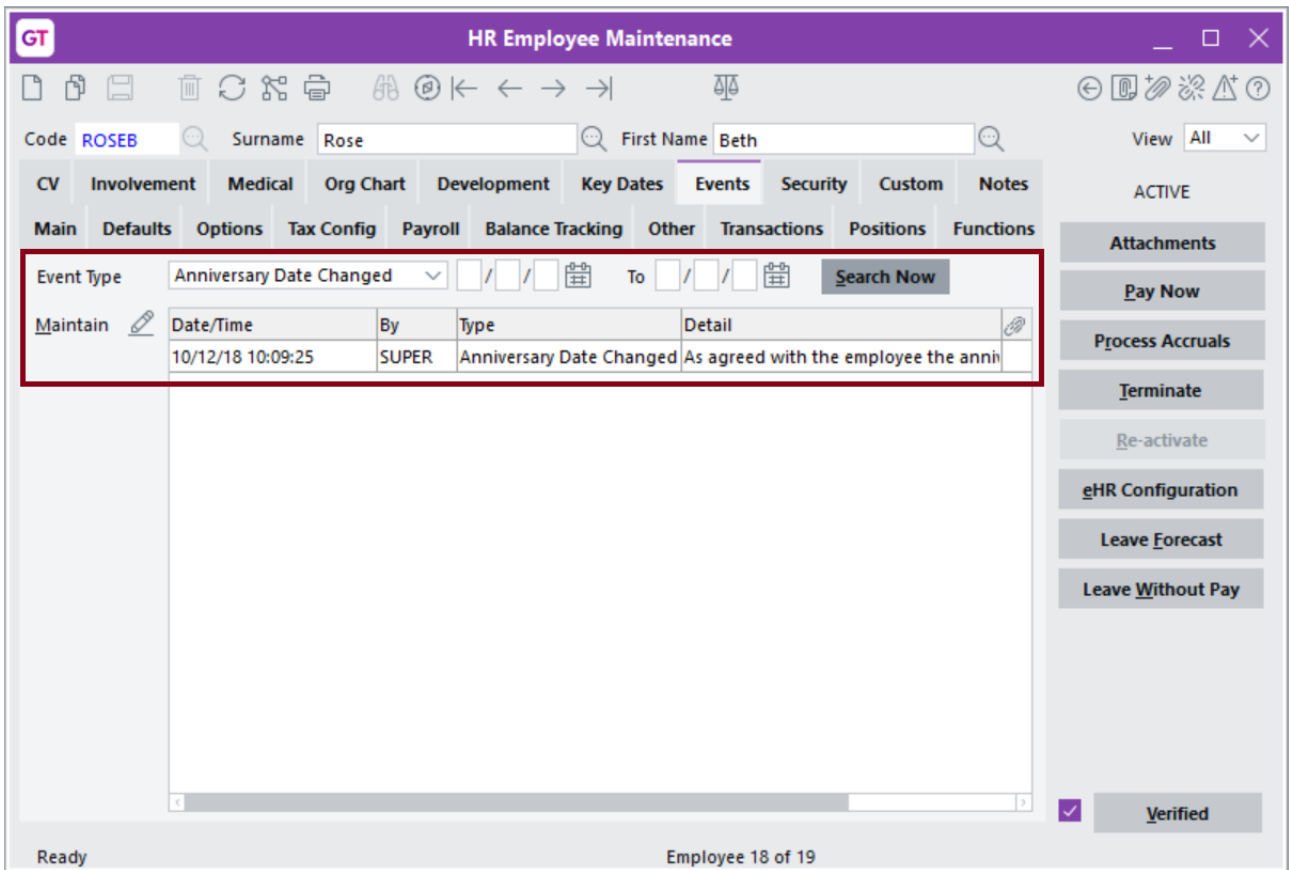 GT HR Employee Maintenance
Code ROSEB Surname Rose First Name Beth View All
CV Involvement Medical Org Chart Development Key Dates Events Security Custom Notes
ACTIVE
Main Defaults Options Tax Config Payroll Balance Tracking Other Transactions Positions Functions
Attachments
Event Type Anniversary Date Changed / / To / / Search Now
Pay Now
Maintain Date/Time By Type Detail
Process Accruals
10/12/18 10:09:25 SUPER Anniversary Date Changed As agreed with the employee the anniv
Terminate
Re-activate
eHR Configuration
Leave Forecast
Leave Without Pay
Verified
Ready Employee 18 of 19